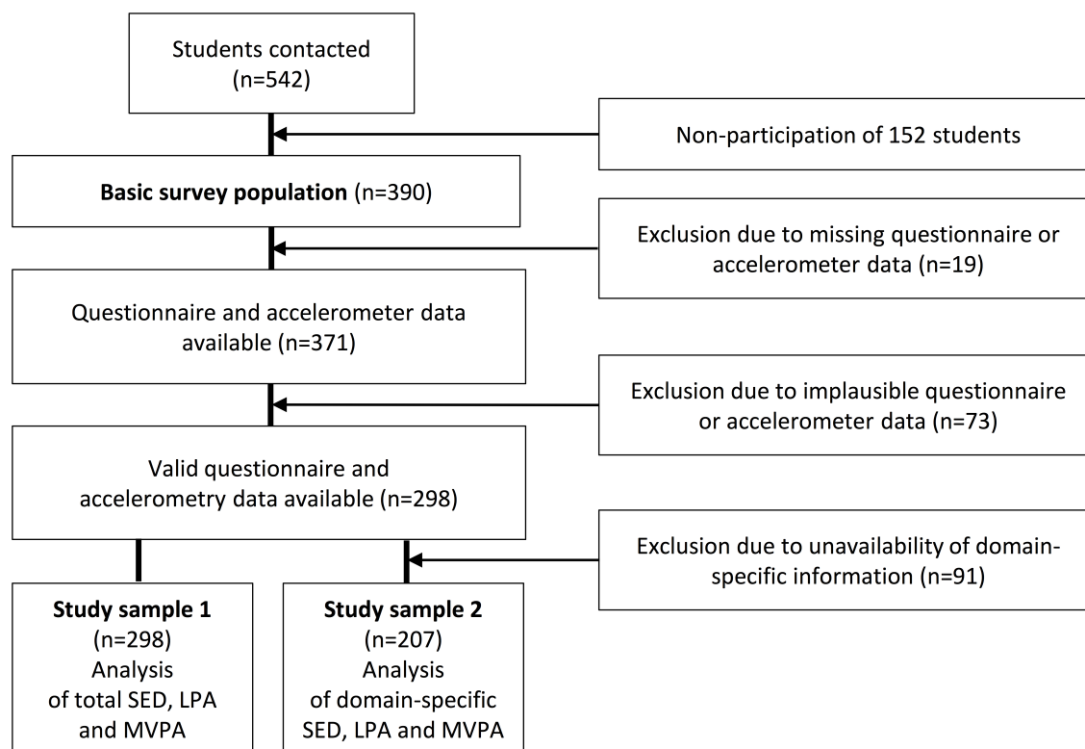 Students contacted
(n=542)
Non-participation of 152 students
Basic survey population (n=390)
Exclusion due to missing questionnaire or
accelerometer data (n=19)
Questionnaire and accelerometer data
available (n=371)
Exclusion due to implausible questionnaire
or accelerometer data (n=73)
Valid questionnaire and
accelerometry data available (n=298)
Exclusion due to unavailability of domain-
specific information (n=91)
Study sample 1
(n=298)
Analysis
of total SED, LPA
and MVPA
Study sample 2
(n=207)
Analysis
of domain-specific
SED, LPA and MVPA